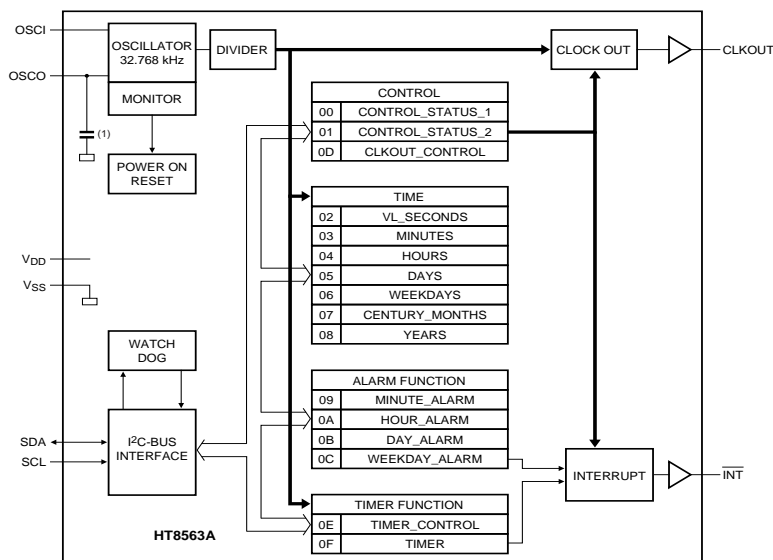 OSCI
OSCILLATOR
32.768 kHz
DIVIDER
CLOCK OUT
CLKOUT
OSCO
MONITOR
(1)
POWER ON
RESET
CONTROL
00 CONTROL_STATUS_1
01 CONTROL_STATUS_2
0D CLKOUT_CONTROL
TIME
02 VL_SECONDS
03 MINUTES
04 HOURS
05 DAYS
06 WEEKDAYS
07 CENTURY_MONTHS
08 YEARS
VDD
VSS
WATCH
DOG
ALARM FUNCTION
09 MINUTE_ALARM
0A HOUR_ALARM
0B DAY_ALARM
0C WEEKDAY_ALARM
SDA
SCL
I²C-BUS
INTERFACE
INTERRUPT
INT
TIMER FUNCTION
0E TIMER_CONTROL
0F TIMER
HT8563A